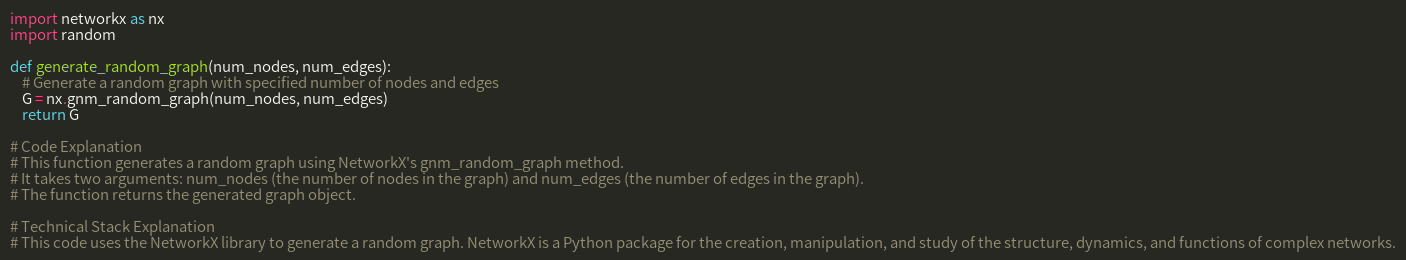 import networkx as nx
import random
def generate_random_graph(num_nodes, num_edges):
# Generate a random graph with specified number of nodes and edges
G = nx.gnm_random_graph(num_nodes, num_edges)
return G
# Code Explanation
# This function generates a random graph using NetworkX's gnm_random_graph method.
# It takes two arguments: num_nodes (the number of nodes in the graph) and num_edges (the number of edges in the graph).
# The function returns the generated graph object.
# Technical Stack Explanation
# This code uses the NetworkX library to generate a random graph. NetworkX is a Python package for the creation, manipulation, and study of the structure, dynamics, and functions of complex networks.